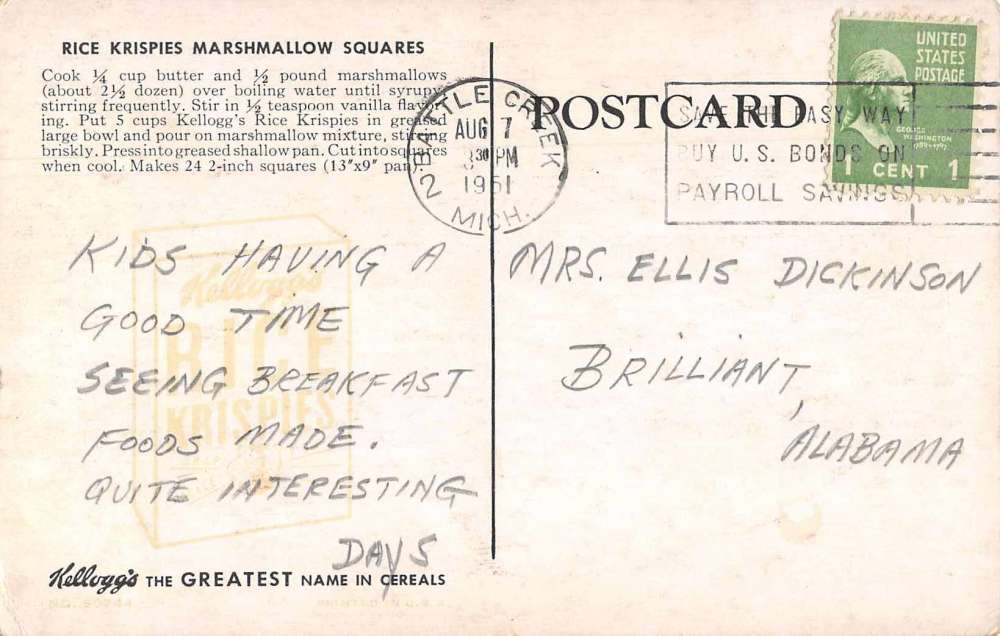 RICE KRISPIES MARSHMALLOW SQUARES
Cook ¼ cup butter and ½ pound marshmallows
(about 2½ dozen) over boiling water until syrupy
stirring frequently. Stir in ½ teaspoon vanilla flavor-
ing. Put 5 cups Kellogg's Rice Krispies in greased
large bowl and pour on marshmallow mixture, stirring
briskly. Press into greased shallow pan. Cut into squares
when cool. Makes 24 2-inch squares (13"x9" pan).
POSTCARD
BATTLE CREEK
AUG 7
3 30 PM
1951
2 MICH.
SAVE THE EASY WAY
BUY U.S. BONDS ON
PAYROLL SAVINGS
UNITED
STATES
POSTAGE
GEORGE
WASHINGTON
1789-1797
1 CENT 1
Kellogg's
RICE
KRISPIES
KIDS HAVING A
GOOD TIME
SEEING BREAKFAST
FOODS MADE.
QUITE INTERESTING
DAYS
MRS. ELLIS DICKINSON
BRILLIANT,
ALABAMA
Kellogg's THE GREATEST NAME IN CEREALS